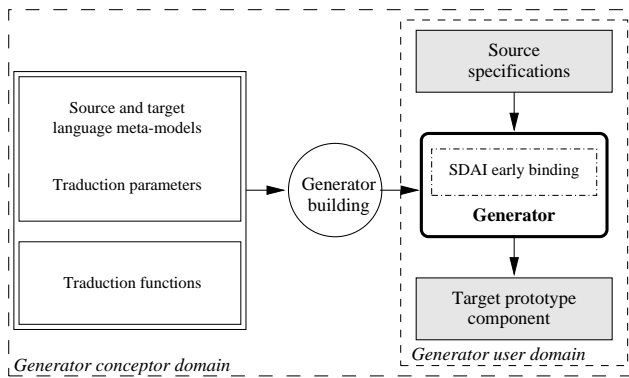 Source and target
language meta-models
Traduction parameters
Traduction functions
Generator conceptor domain
Generator
building
Source
specifications
SDAI early binding
Generator
Target prototype
component
Generator user domain